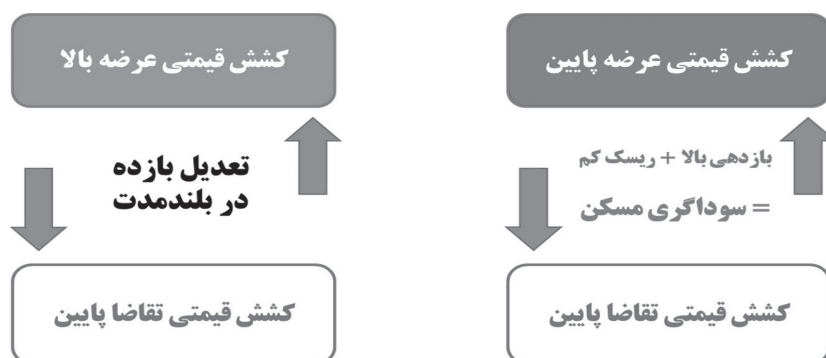 کشش قیمتی عرضه پایین
بازدهی بالا + ریسک کم
= سوداگری مسکن
کشش قیمتی تقاضا پایین
کشش قیمتی عرضه بالا
تعدیل بازده
در بلندمدت
کشش قیمتی تقاضا پایین